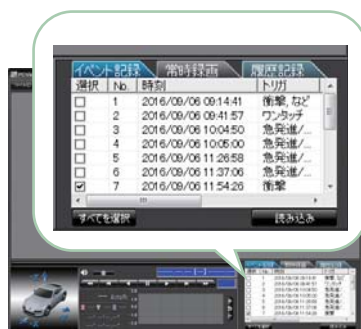 イベント記録 常時録画 履歴記録
選択 No. 時刻 トリガ
1 2016/09/06 09:14:41 衝撃, など
2 2016/09/06 09:41:57 ワンタッチ
3 2016/09/06 10:04:50 急発進/...
4 2016/09/06 10:05:00 急発進/...
5 2016/09/06 11:26:58 急発進/...
6 2016/09/06 11:37:06 急発進/...
7 2016/09/06 11:54:26 衝撃
すべてを選択 読み込み